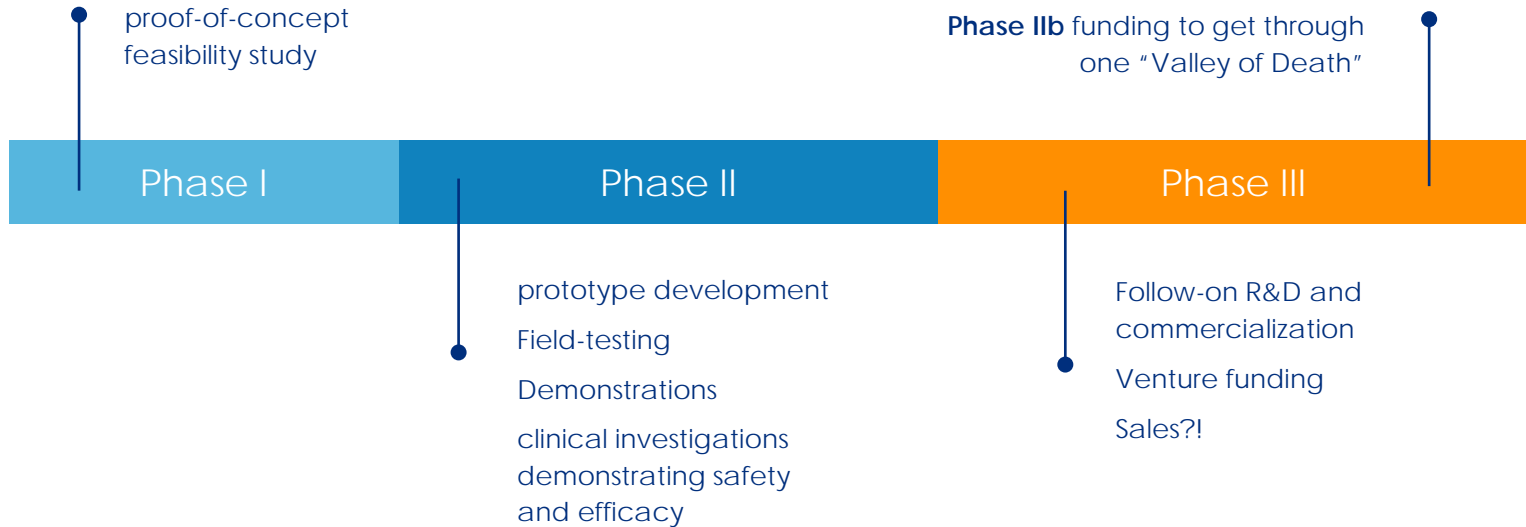 proof-of-concept
feasibility study
Phase IIb funding to get through
one “Valley of Death”
Phase I
Phase II
Phase III
prototype development
Field-testing
Demonstrations
clinical investigations
demonstrating safety
and efficacy
Follow-on R&D and
commercialization
Venture funding
Sales?!